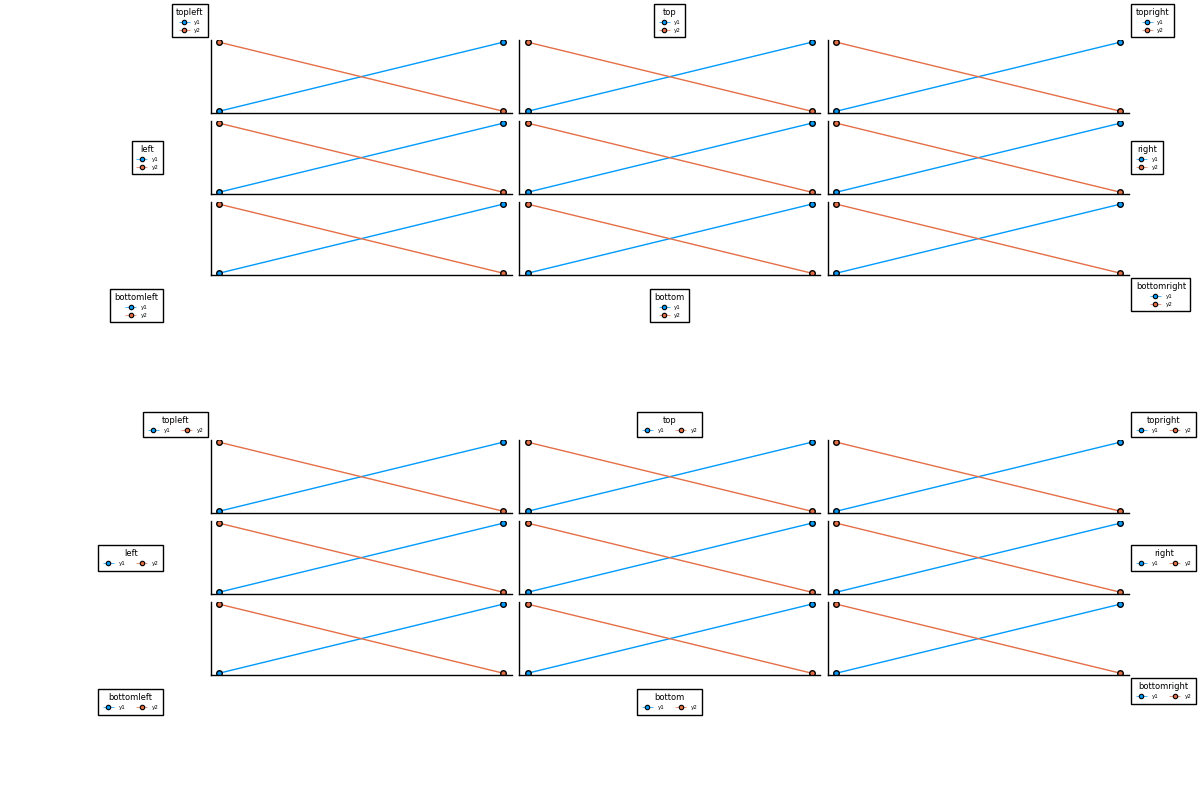 topleft
y1
y2
top
y1
y2
topright
y1
y2
left
y1
y2
right
y1
y2
bottomleft
y1
y2
bottom
y1
y2
bottomright
y1
y2
topleft
y1 y2
top
y1 y2
topright
y1 y2
left
y1 y2
right
y1 y2
bottomleft
y1 y2
bottom
y1 y2
bottomright
y1 y2